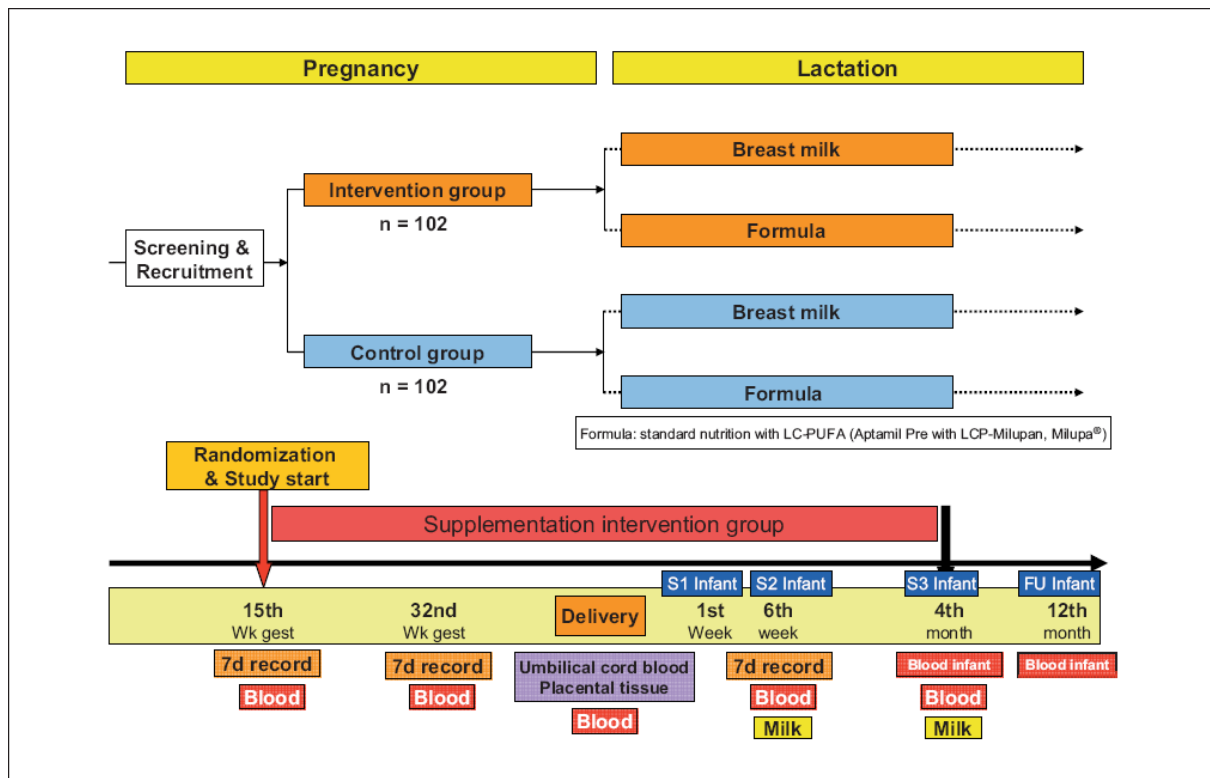 Pregnancy
Lactation
Breast milk
Intervention group
n = 102
Formula
Screening &
Recruitment
Breast milk
Control group
n = 102
Formula
Formula: standard nutrition with LC-PUFA (Aptamil Pre with LCP-Milupan, Milupa®)
Randomization
& Study start
Supplementation intervention group
S1 Infant
S2 Infant
S3 Infant
FU Infant
15th
Wk gest
32nd
Wk gest
Delivery
1st
Week
6th
week
4th
month
12th
month
7d record
Blood
7d record
Blood
Umbilical cord blood
Placental tissue
Blood
7d record
Blood
Milk
Blood infant
Blood
Milk
Blood infant